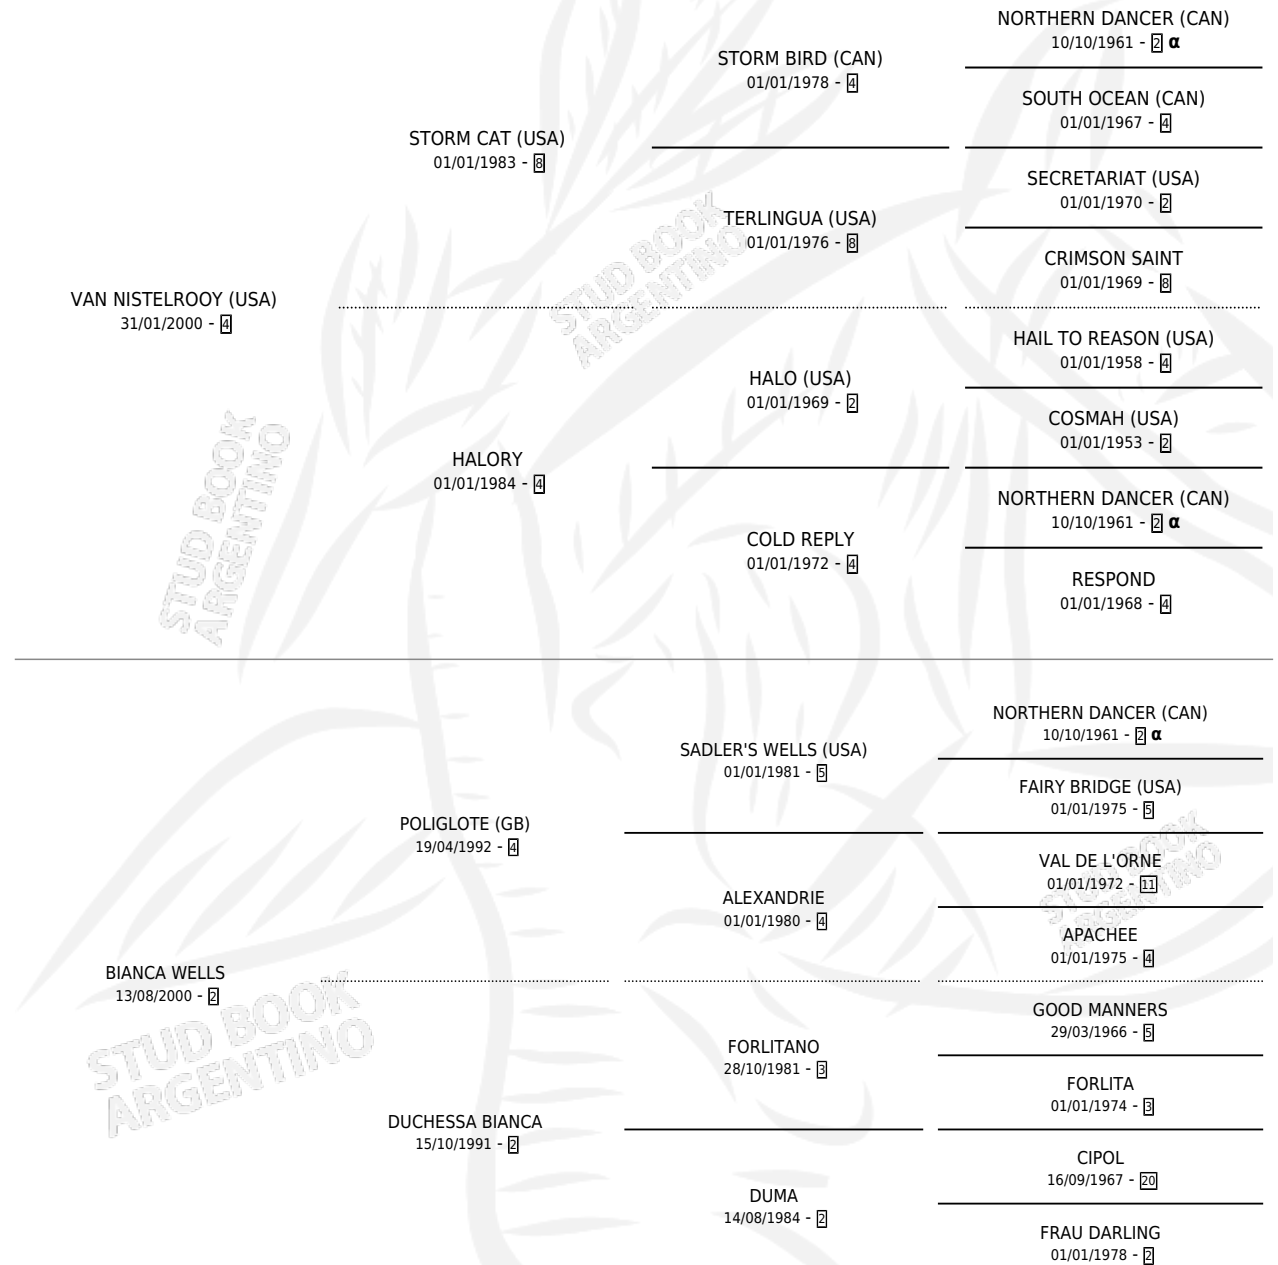 NORTHERN DANCER (CAN)
10/10/1961 - 2 α
STORM BIRD (CAN)
01/01/1978 - 4
SOUTH OCEAN (CAN)
01/01/1967 - 4
STORM CAT (USA)
01/01/1983 - 8
SECRETARIAT (USA)
01/01/1970 - 2
TERLINGUA (USA)
01/01/1976 - 8
CRIMSON SAINT
01/01/1969 - 8
VAN NISTELROOY (USA)
31/01/2000 - 4
HAIL TO REASON (USA)
01/01/1958 - 4
HALO (USA)
01/01/1969 - 2
COSMAH (USA)
01/01/1953 - 2
HALORY
01/01/1984 - 4
NORTHERN DANCER (CAN)
10/10/1961 - 2 α
COLD REPLY
01/01/1972 - 4
RESPOND
01/01/1968 - 4
NORTHERN DANCER (CAN)
10/10/1961 - 2 α
SADLER'S WELLS (USA)
01/01/1981 - 5
FAIRY BRIDGE (USA)
01/01/1975 - 5
POLIGLOTE (GB)
19/04/1992 - 4
VAL DE L'ORNE
01/01/1972 - 11
ALEXANDRIE
01/01/1980 - 4
APACHEE
01/01/1975 - 4
BIANCA WELLS
13/08/2000 - 2
GOOD MANNERS
29/03/1966 - 5
FORLITANO
28/10/1981 - 3
FORLITA
01/01/1974 - 3
DUCHESSA BIANCA
15/10/1991 - 2
CIPOL
16/09/1967 - 20
DUMA
14/08/1984 - 2
FRAU DARLING
01/01/1978 - 2
STUD BOOK
ARGENTINO
STUD BOOK
ARGENTINO
STUD BOOK
ARGENTINO
STUD BOOK
ARGENTINO